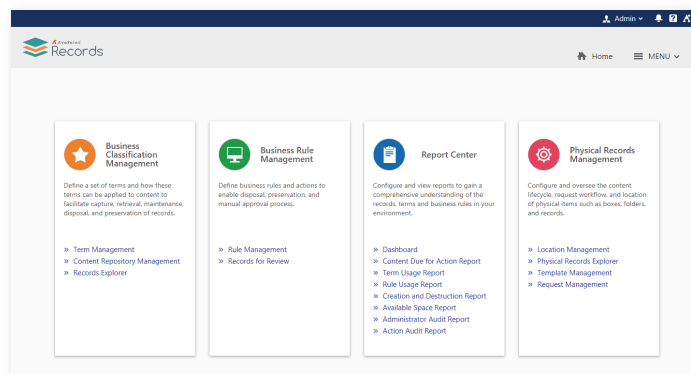 Admin
AvePoint
Records
Home
MENU
Business
Classification
Management
Define a set of terms and how these
terms can be applied to content to
facilitate capture, retrieval, maintenance,
disposal, and preservation of records.
» Term Management
» Content Repository Management
» Records Explorer
Business Rule
Management
Define business rules and actions to
enable disposal, preservation, and
manual approval process.
» Rule Management
» Records for Review
Report Center
Configure and view reports to gain a
comprehensive understanding of the
records, terms and business rules in your
environment.
» Dashboard
» Content Due for Action Report
» Term Usage Report
» Rule Usage Report
» Creation and Destruction Report
» Available Space Report
» Administrator Audit Report
» Action Audit Report
Physical Records
Management
Configure and oversee the content
lifecycle, request workflow, and location
of physical items such as boxes, folders,
and records.
» Location Management
» Physical Records Explorer
» Template Management
» Request Management